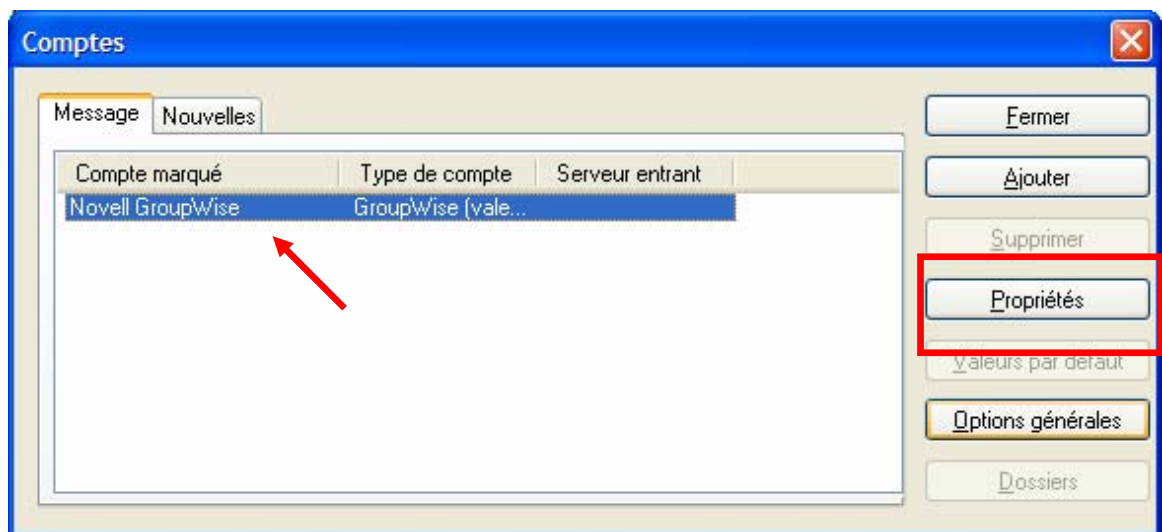 Comptes
Message Nouvelles
Compte marqué Type de compte Serveur entrant
Novell GroupWise GroupWise (vale...
Fermer
Ajouter
Supprimer
Propriétés
Valeurs par défaut
Options générales
Dossiers